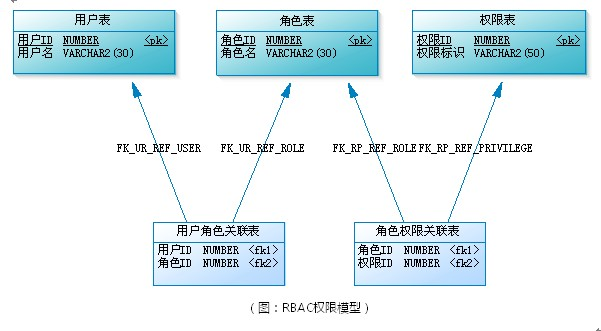 用户表
用户ID NUMBER <pk>
用户名 VARCHAR2(30)
角色表
角色ID NUMBER <pk>
角色名 VARCHAR2(30)
权限表
权限ID NUMBER <pk>
权限标识 VARCHAR2(50)
FK_UR_REF_USER
FK_UR_REF_ROLE
FK_RP_REF_ROLE
FK_RP_REF_PRIVILEGE
用户角色关联表
用户ID NUMBER <fk1>
角色ID NUMBER <fk2>
角色权限关联表
角色ID NUMBER <fk1>
权限ID NUMBER <fk2>
（图：RBAC权限模型）